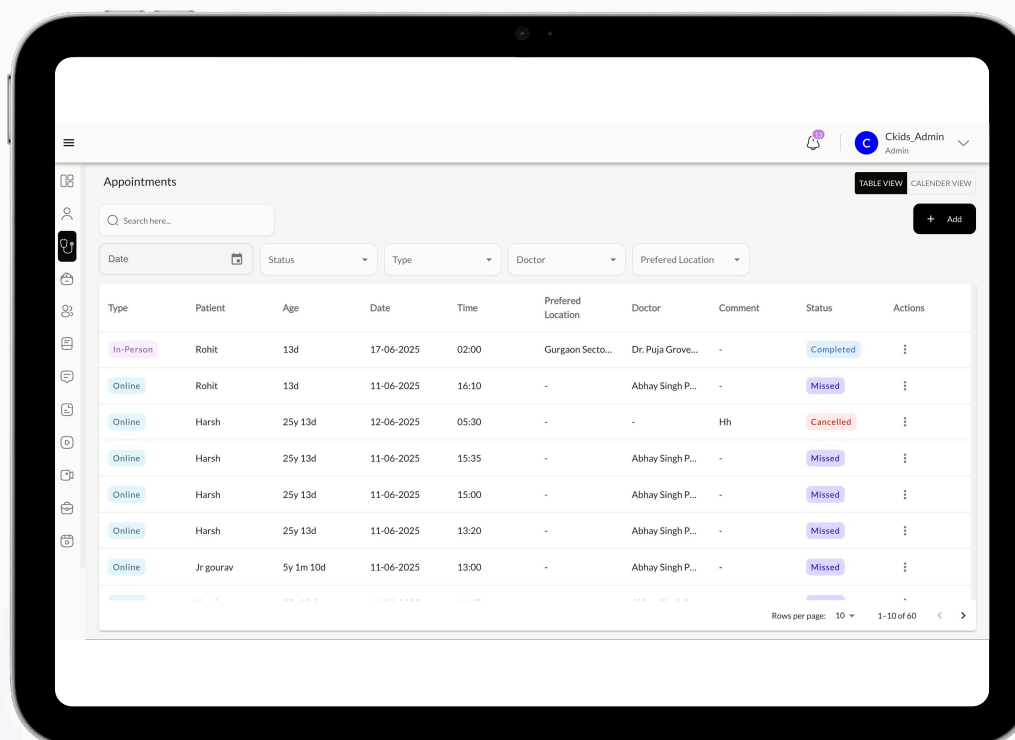 13
C
Ckids_Admin
Admin
Appointments
TABLE VIEW CALENDER VIEW
Search here...
+ Add
Date Status Type Doctor Prefered Location
Type Patient Age Date Time Prefered Location Doctor Comment Status Actions
In-Person Rohit 13d 17-06-2025 02:00 Gurgaon Secto... Dr. Puja Grove... - Completed
Online Rohit 13d 11-06-2025 16:10 - Abhay Singh P... - Missed
Online Harsh 25y 13d 12-06-2025 05:30 - - Hh Cancelled
Online Harsh 25y 13d 11-06-2025 15:35 - Abhay Singh P... - Missed
Online Harsh 25y 13d 11-06-2025 15:00 - Abhay Singh P... - Missed
Online Harsh 25y 13d 11-06-2025 13:20 - Abhay Singh P... - Missed
Online Jr gourav 5y 1m 10d 11-06-2025 13:00 - Abhay Singh P... - Missed
Rows per page: 10 1–10 of 60